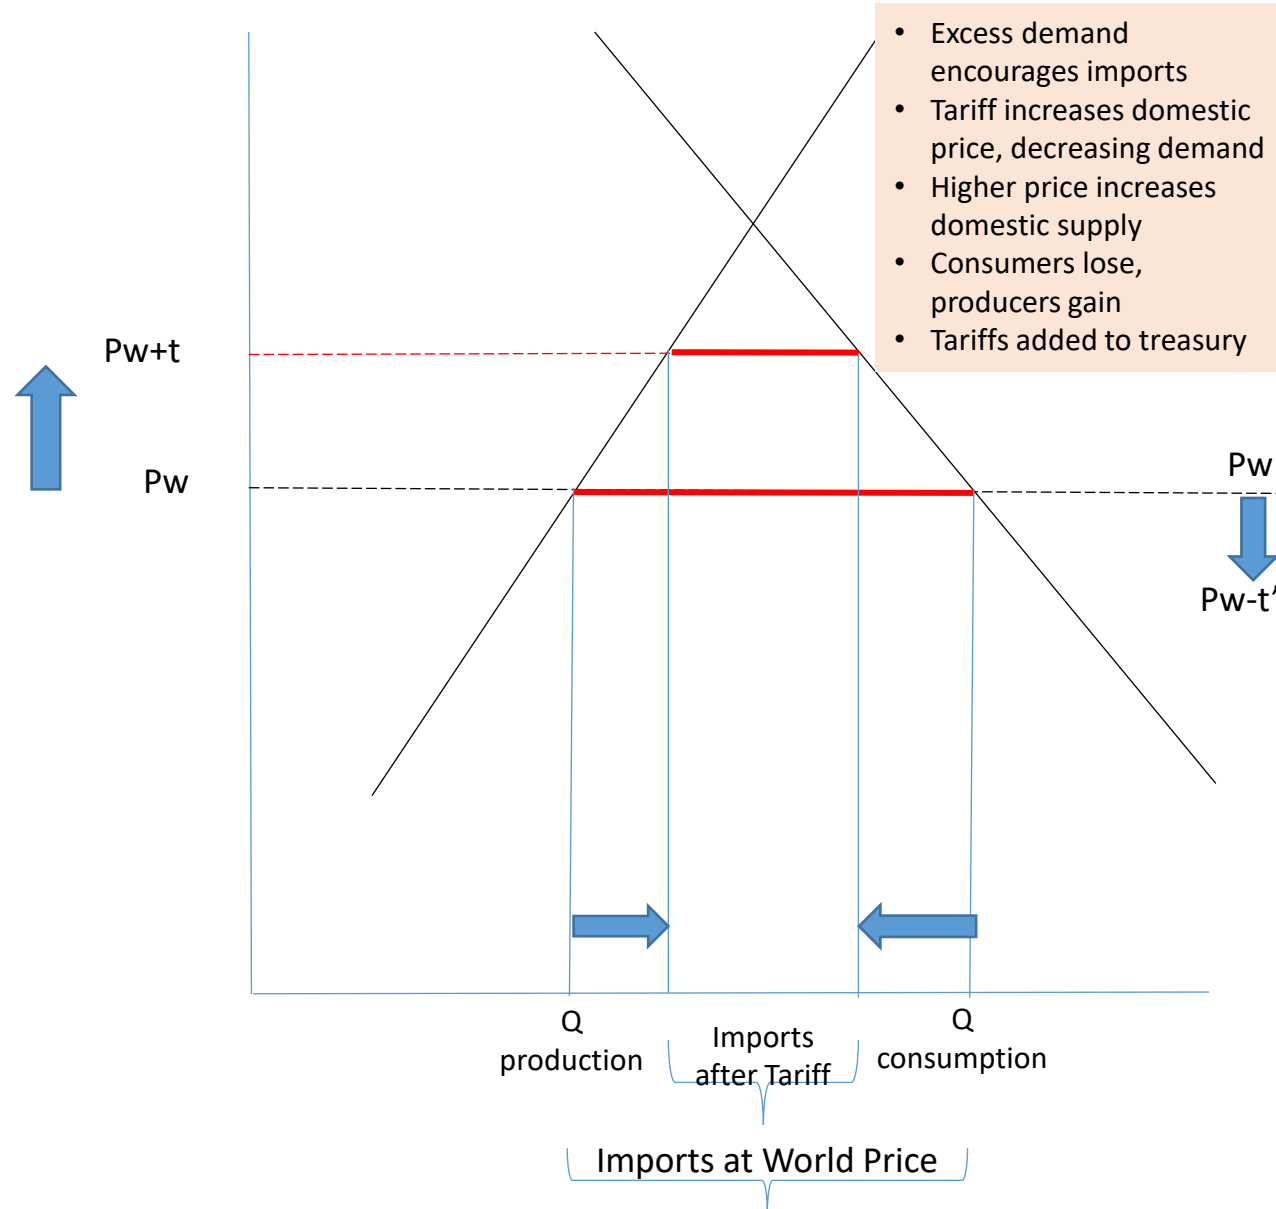 • Excess demand
encourages imports
• Tariff increases domestic
price, decreasing demand
• Higher price increases
domestic supply
• Consumers lose,
producers gain
• Tariffs added to treasury
Pw+t
Pw
Pw
Pw-t’
Q
production
Imports
after Tariff
Q
consumption
Imports at World Price